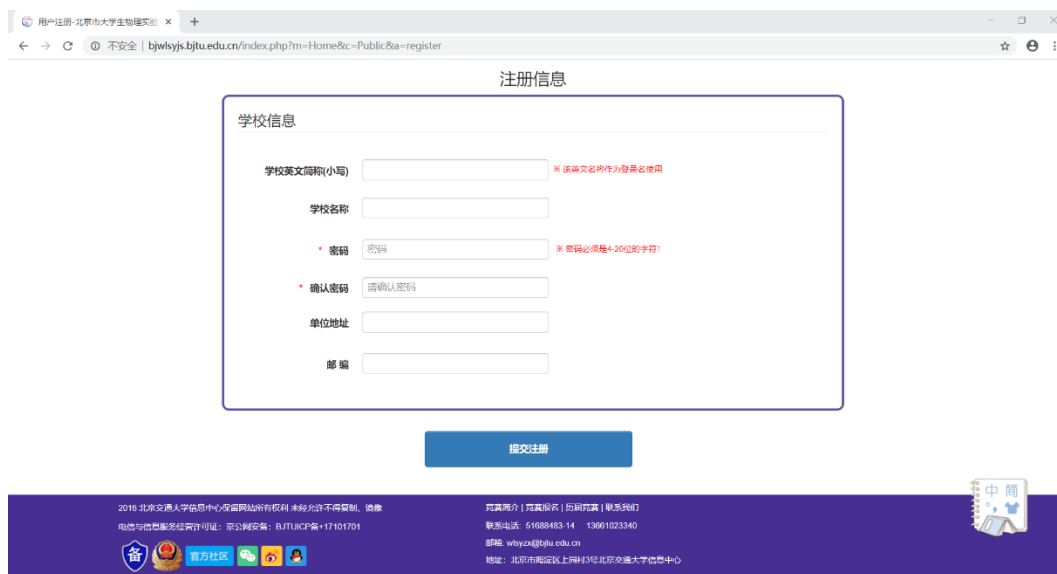 用户注册-北京市大学生物理实验
不安全 | bjwlsyjs.bjtu.edu.cn/index.php?m=Home&c=Public&a=register
注册信息
学校信息
学校英文简称(小写)
※ 该英文名将作为登录名使用
学校名称
* 密码
密码
※ 密码必须是4-20位的字符!
* 确认密码
请确认密码
单位地址
邮 编
提交注册
2016 北京交通大学信息中心保留网站所有权利 未经允许不得复制、镜像
电信与信息服务经营许可证：京公网安备：BJTUICP备+17101701
备
官方社区
竞赛简介 | 竞赛报名 | 历届竞赛 | 联系我们
联系电话：51688483-14 13661023340
邮箱: wlsyzx@bjtu.edu.cn
地址：北京市海淀区上园村3号北京交通大学信息中心
中 简